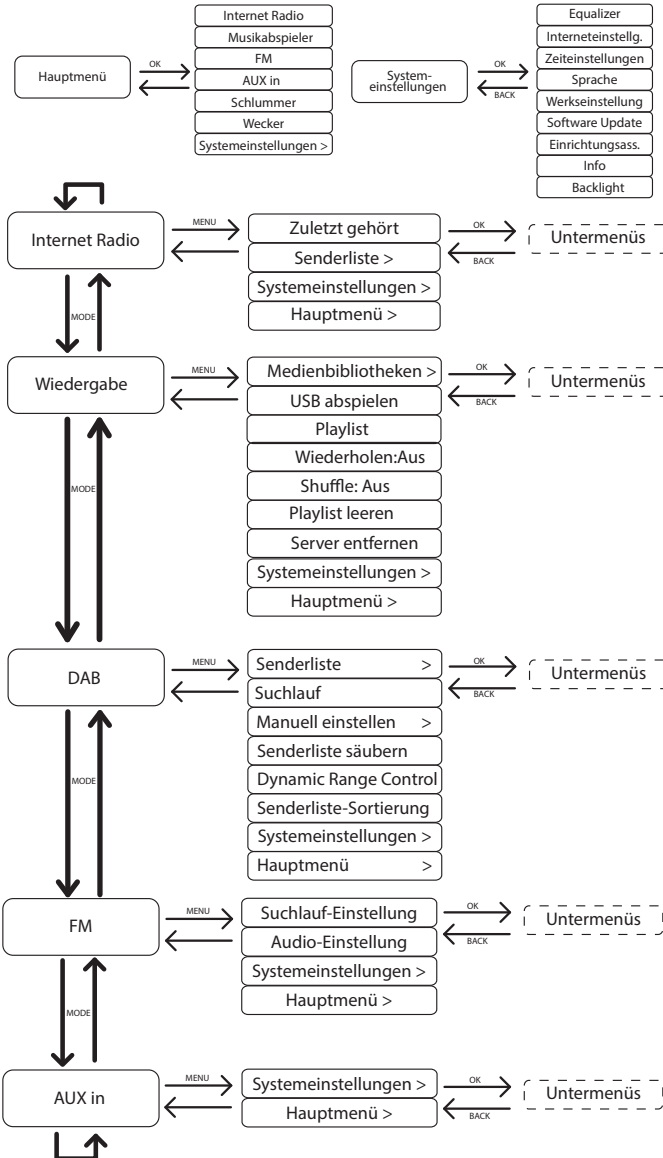 Hauptmenü
OK
Internet Radio
Musikabspieler
FM
AUX in
Schlummer
Wecker
Systemeinstellungen >
System-
einstellungen
OK
BACK
Equalizer
Interneteinstellg.
Zeiteinstellungen
Sprache
Werkseinstellung
Software Update
Einrichtungsass.
Info
Backlight
Internet Radio
MENU
Zuletzt gehört
Senderliste >
Systemeinstellungen >
Hauptmenü >
OK
BACK
Untermenüs
MODE
Wiedergabe
MENU
Medienbibliotheken >
USB abspielen
Playlist
Wiederholen:Aus
Shuffle: Aus
Playlist leeren
Server entfernen
Systemeinstellungen >
Hauptmenü >
OK
BACK
Untermenüs
MODE
DAB
MENU
Senderliste >
Suchlauf
Manuell einstellen >
Senderliste säubern
Dynamic Range Control
Senderliste-Sortierung
Systemeinstellungen >
Hauptmenü >
OK
BACK
Untermenüs
MODE
FM
MENU
Suchlauf-Einstellung
Audio-Einstellung
Systemeinstellungen >
Hauptmenü >
OK
BACK
Untermenüs
MODE
AUX in
MENU
Systemeinstellungen >
Hauptmenü >
OK
BACK
Untermenüs